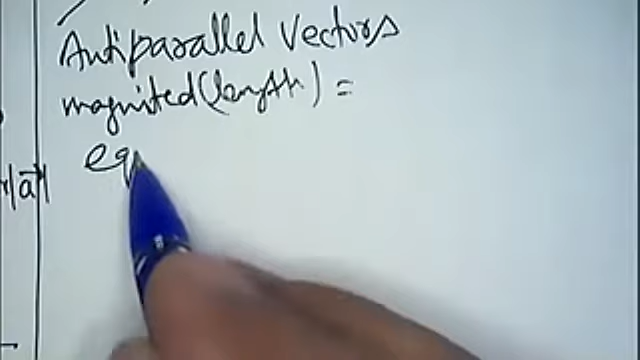 Antiparallel Vectors
magnited(length) =
eq
|a|